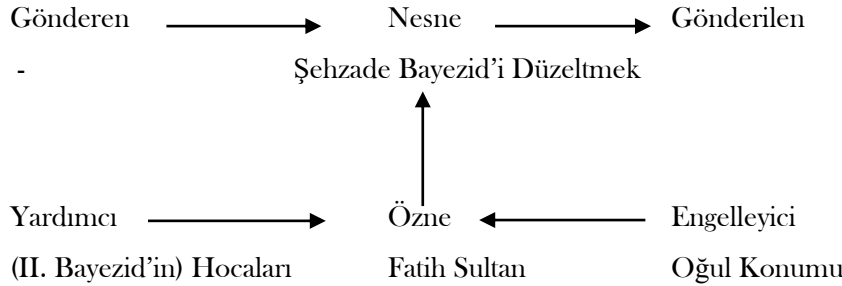 Gönderen Nesne Gönderilen
- Şehzade Bayezid’i Düzeltmek
Yardımcı Özne Engelleyici
(II. Bayezid’in) Hocaları Fatih Sultan Oğul Konumu